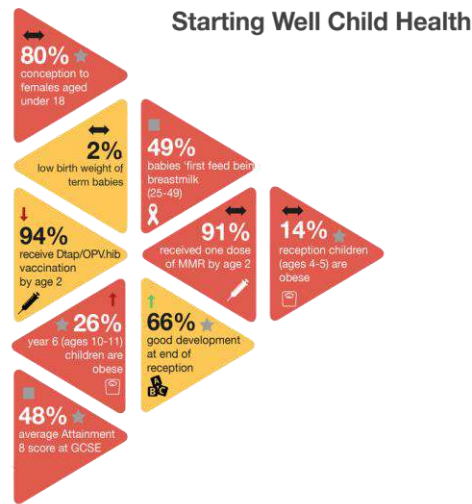 Starting Well Child Health
80%
conception to
females aged
under 18
2%
low birth weight of
term babies
49%
babies 'first feed bein
breastmilk
(25-49)
94%
receive Dtap/OPV.hib
vaccination
by age 2
91%
received one dose
of MMR by age 2
14%
reception children
(ages 4-5) are
obese
26%
year 6 (ages 10-11)
children are
obese
66%
good development
at end of
reception
A
B C
48%
average Attainment
8 score at GCSE